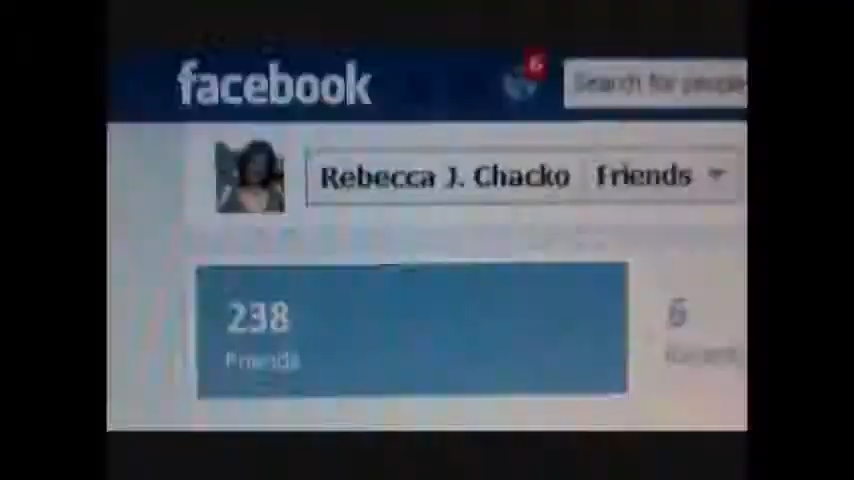 facebook
6
Search for people
Rebecca J. Chacko friends
238
Friends
6